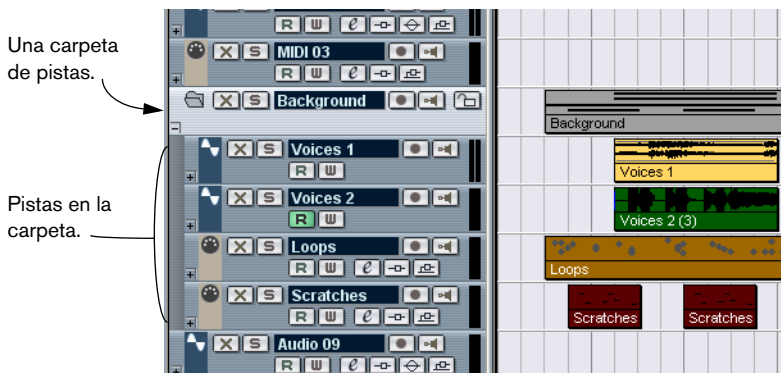 Una carpeta
de pistas.
Pistas en la
carpeta.
R W e
X S MIDI 03
R W e
X S Background
Background
X S Voices 1
R W
Voices 1
X S Voices 2
R W
Voices 2 (3)
X S Loops
R W e
Loops
X S Scratches
R W e
Scratches Scratches
X S Audio 09
R W e